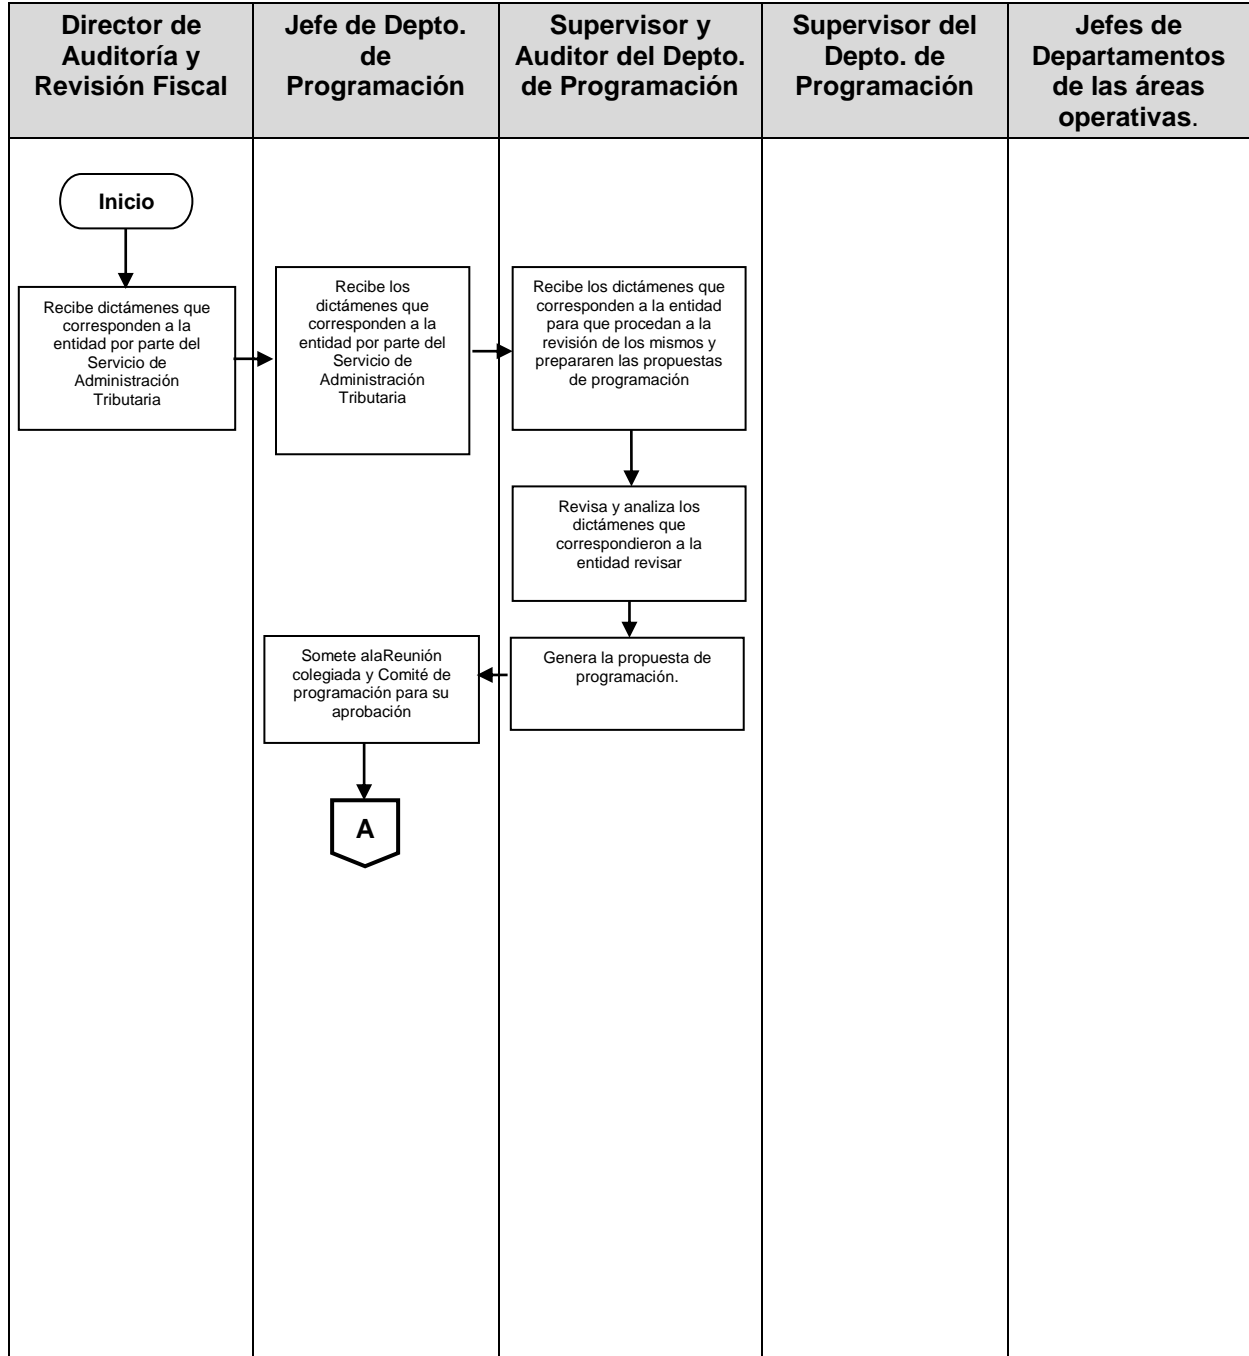 Director de
Auditoría y
Revisión Fiscal
Jefe de Depto.
de
Programación
Supervisor y
Auditor del Depto.
de Programación
Supervisor del
Depto. de
Programación
Jefes de
Departamentos
de las áreas
operativas.
Inicio
Recibe dictámenes que
corresponden a la
entidad por parte del
Servicio de
Administración
Tributaria
Recibe los
dictámenes que
corresponden a la
entidad por parte del
Servicio de
Administración
Tributaria
Recibe los dictámenes que
corresponden a la entidad
para que procedan a la
revisión de los mismos y
prepararen las propuestas
de programación
Revisa y analiza los
dictámenes que
correspondieron a la
entidad revisar
Genera la propuesta de
programación.
Somete alaReunión
colegiada y Comité de
programación para su
aprobación
A